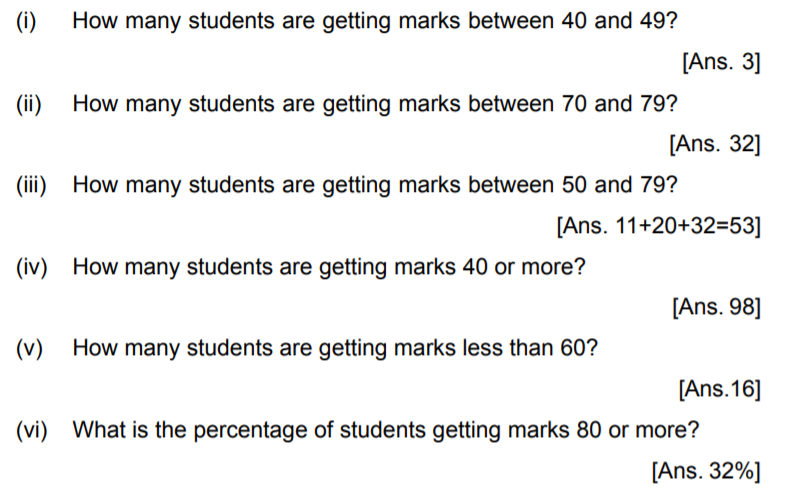 (i) How many students are getting marks between 40 and 49?
[Ans. 3]
(ii) How many students are getting marks between 70 and 79?
[Ans. 32]
(iii) How many students are getting marks between 50 and 79?
[Ans. 11+20+32=53]
(iv) How many students are getting marks 40 or more?
[Ans. 98]
(v) How many students are getting marks less than 60?
[Ans.16]
(vi) What is the percentage of students getting marks 80 or more?
[Ans. 32%]